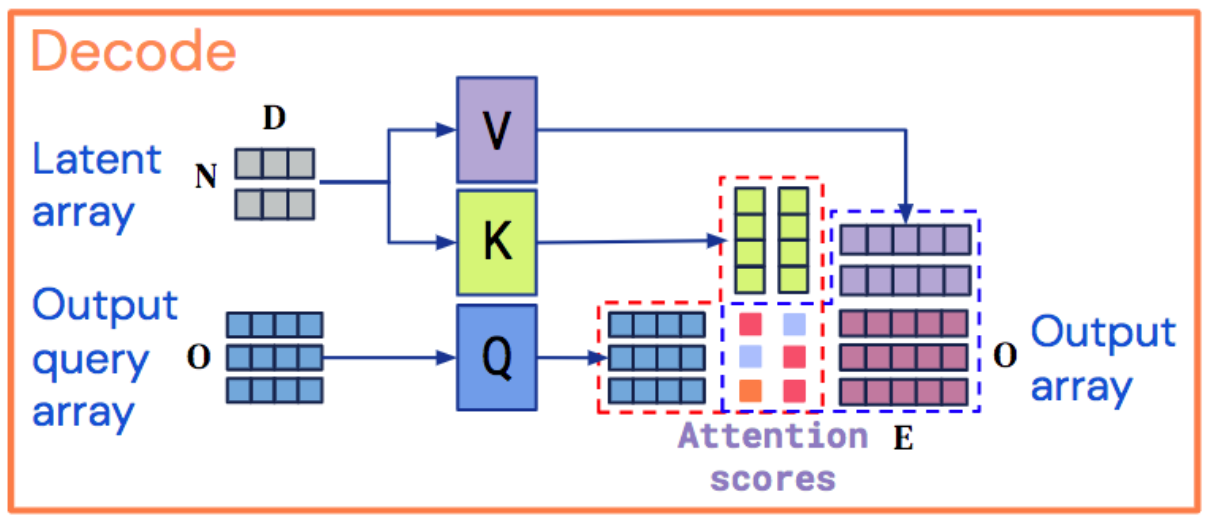 Decode
D
Latent
array
N
V
K
Output
query
array
O
Q
Attention
scores
E
O
Output
array